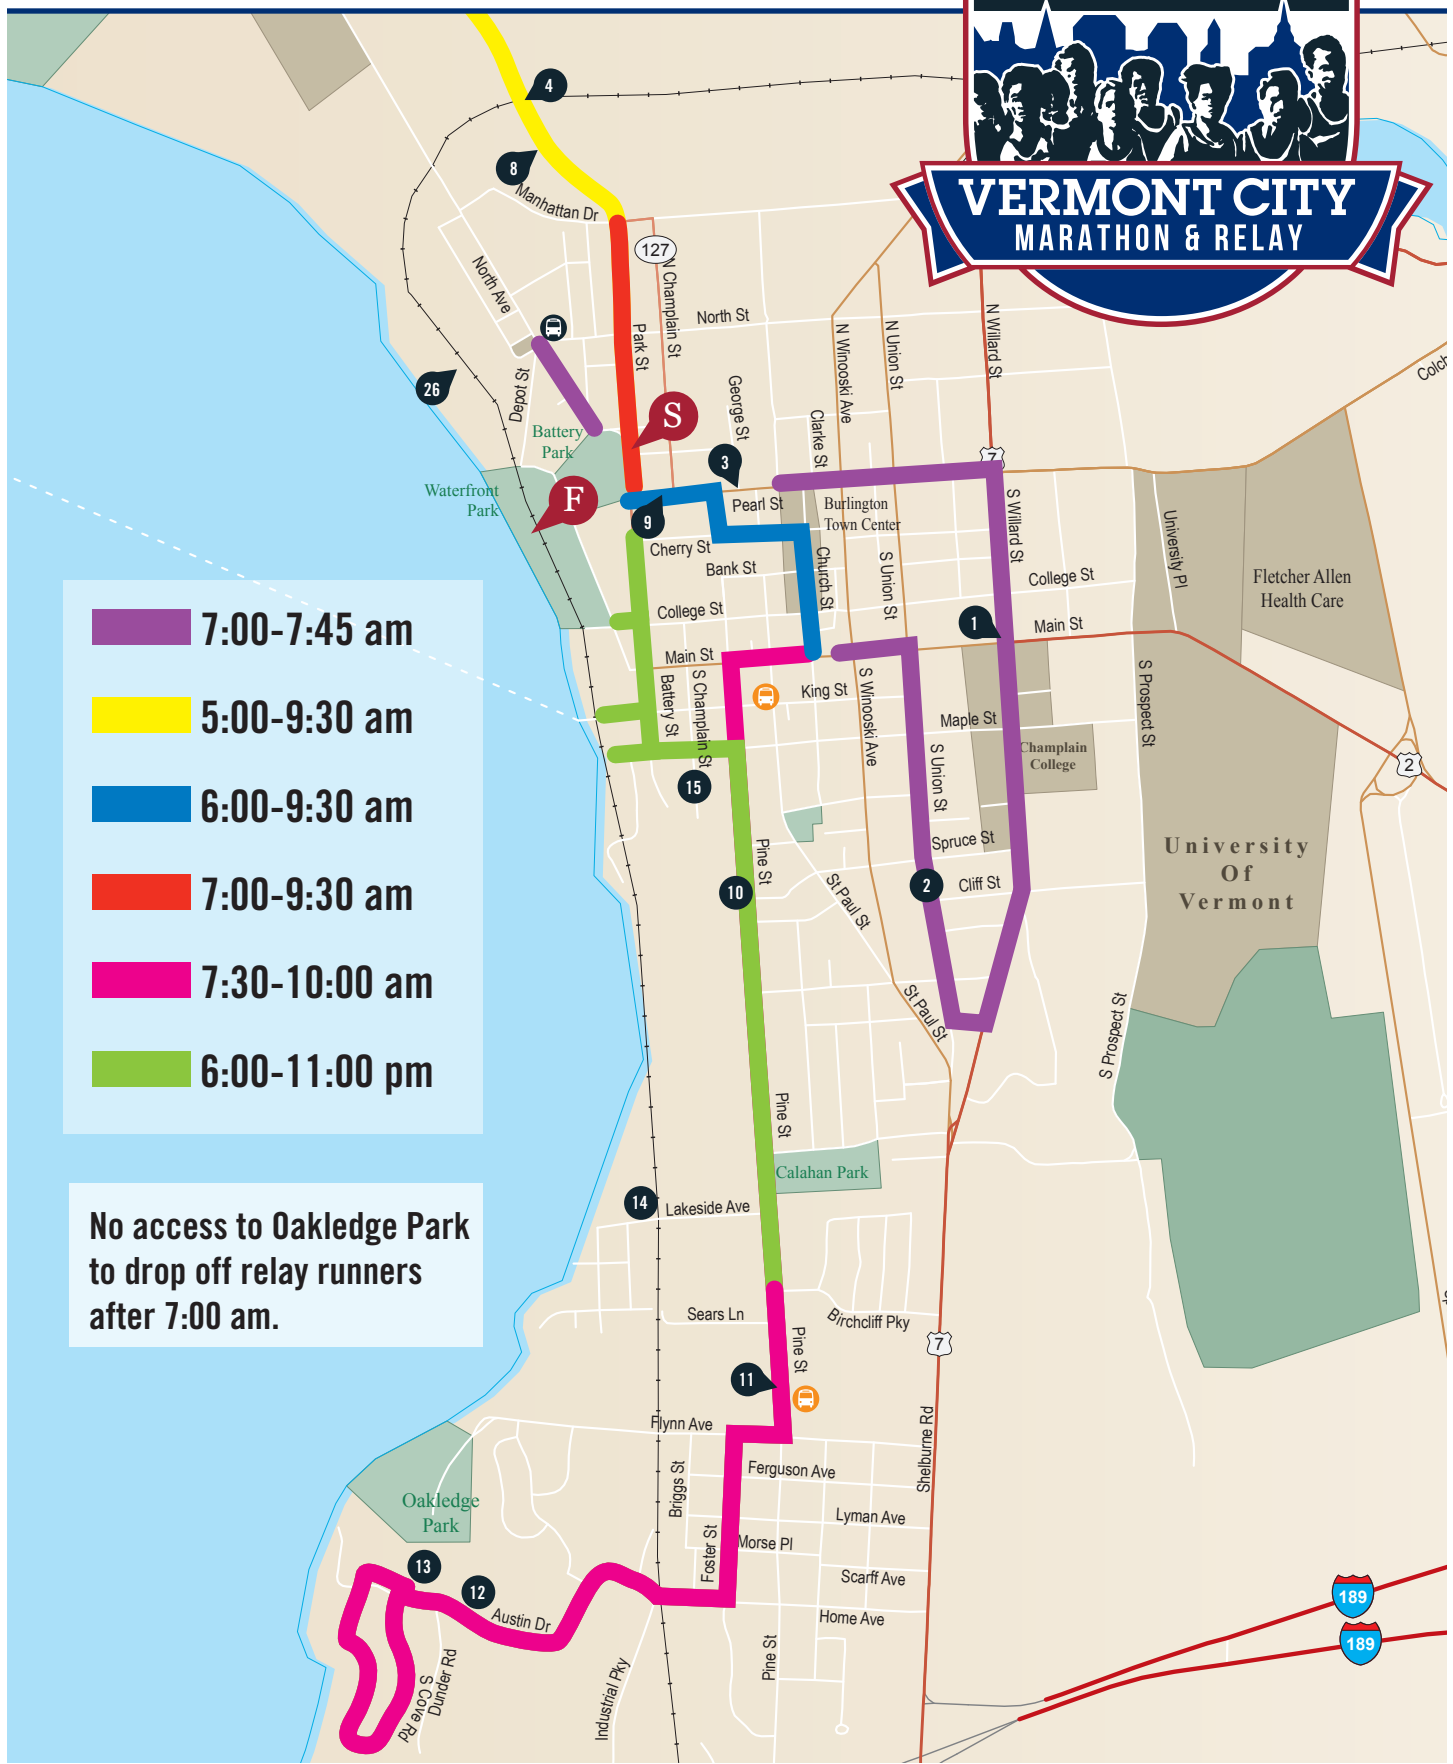 VERMONT CITY
MARATHON & RELAY
4
8
Manhattan Dr
127
North Ave
N Champlain St
North St
Park St
N Winooski Ave
N Union St
N Willard St
26
Depot St
George St
Clarke St
S
Battery
Park
3
7
Waterfront
Park
F
9
Pearl St
Burlington
Town Center
S Willard St
University Pl
Cherry St
Bank St
Church St
S Union St
College St
Fletcher Allen
Health Care
College St
1
Main St
Main St
King St
S Champlain St
Battery St
S Winooski Ave
Maple St
S Prospect St
Champlain
College
2
15
S Union St
Spruce St
University
Of
Vermont
Pine St
10
St Paul St
2
Cliff St
7:00-7:45 am
5:00-9:30 am
6:00-9:30 am
7:00-9:30 am
7:30-10:00 am
6:00-11:00 pm
St Paul St
S Prospect St
Pine St
Calahan Park
14
Lakeside Ave
No access to Oakledge Park
to drop off relay runners
after 7:00 am.
Sears Ln
Birchcliff Pky
Pine St
7
11
Flynn Ave
Shelburne Rd
Ferguson Ave
Briggs St
Oakledge
Park
Lyman Ave
Foster St
Morse Pl
13
12
Scarff Ave
189
Austin Dr
Home Ave
189
Pine St
Dunder Rd
S Cove Rd
Industrial Pky